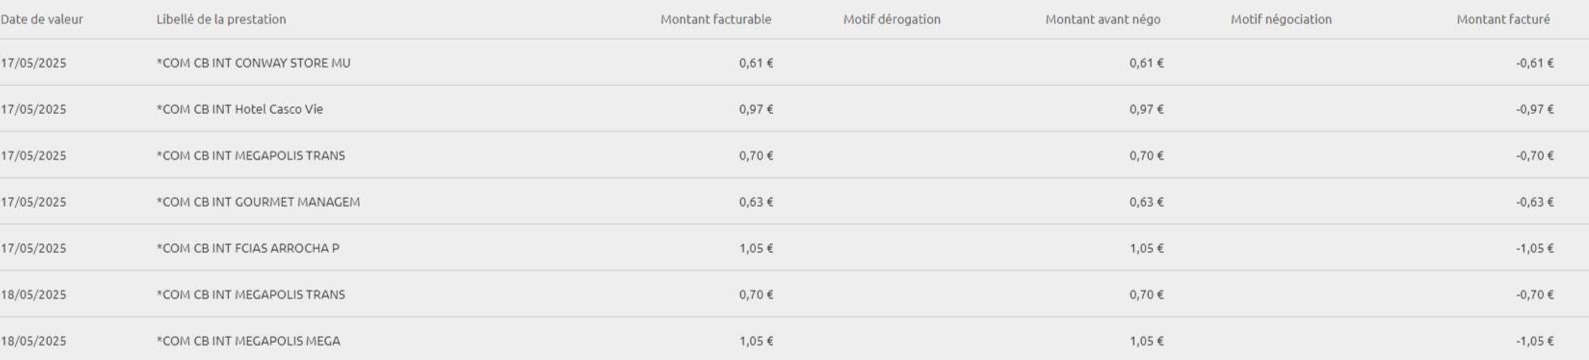 Date de valeur Libellé de la prestation Montant facturable Motif dérogation Montant avant négo Motif négociation Montant facturé
17/05/2025 *COM CB INT CONWAY STORE MU 0,61 € 0,61 € -0,61 €
17/05/2025 *COM CB INT Hotel Casco Vie 0,97 € 0,97 € -0,97 €
17/05/2025 *COM CB INT MEGAPOLIS TRANS 0,70 € 0,70 € -0,70 €
17/05/2025 *COM CB INT GOURMET MANAGEM 0,63 € 0,63 € -0,63 €
17/05/2025 *COM CB INT FCIAS ARROCHA P 1,05 € 1,05 € -1,05 €
18/05/2025 *COM CB INT MEGAPOLIS TRANS 0,70 € 0,70 € -0,70 €
18/05/2025 *COM CB INT MEGAPOLIS MEGA 1,05 € 1,05 € -1,05 €